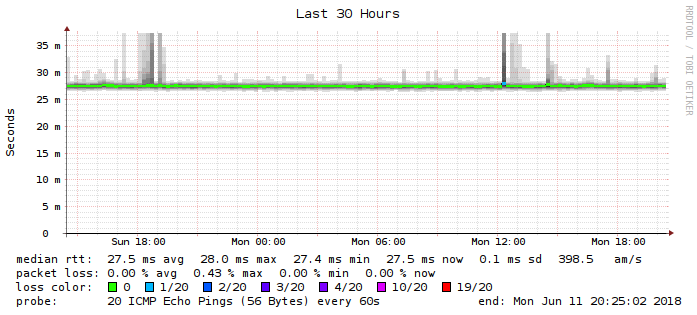 Last 30 Hours
RRDTOOL / TOBI OETIKER
Seconds
35 m
30 m
25 m
20 m
15 m
10 m
5 m
0
Sun 18:00 Mon 00:00 Mon 06:00 Mon 12:00 Mon 18:00
median rtt: 27.5 ms avg 28.0 ms max 27.4 ms min 27.5 ms now 0.1 ms sd 398.5 am/s
packet loss: 0.00 % avg 0.43 % max 0.00 % min 0.00 % now
loss color: 0 1/20 2/20 3/20 4/20 10/20 19/20
probe: 20 ICMP Echo Pings (56 Bytes) every 60s end: Mon Jun 11 20:25:02 2018